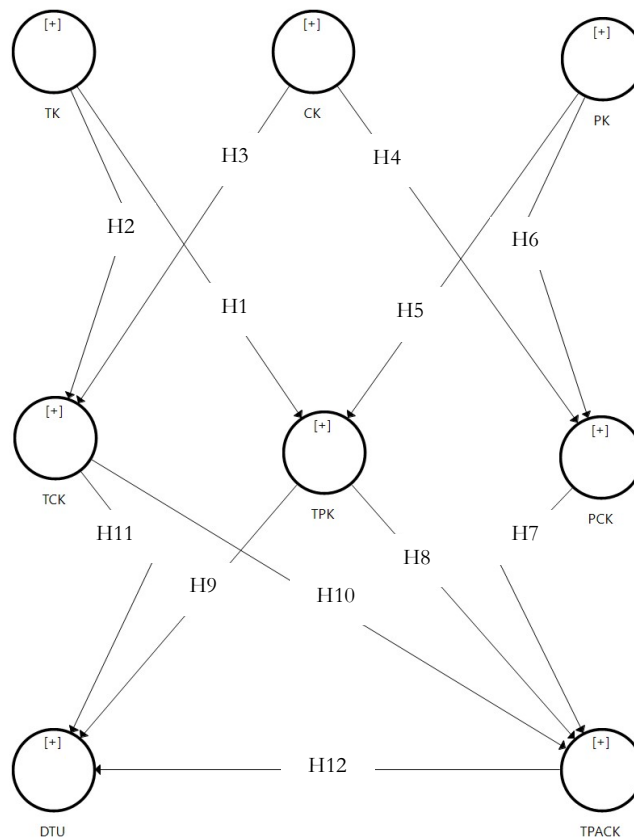 [+]
[+]
[+]
TK
CK
PK
H3
H4
H2
H6
H1
H5
[+]
[+]
[+]
TCK
TPK
PCK
H11
H7
H8
H9
H10
[+]
[+]
H12
DTU
TPACK